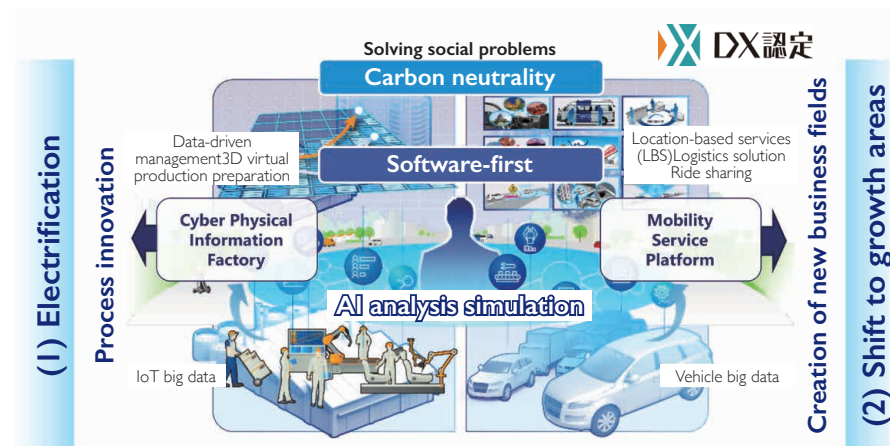 Solving social problems
Carbon neutrality
DX認定
(1) Electrification
Process innovation
Data-driven
management3D virtual
production preparation
Software-first
Location-based services
(LBS)Logistics solution
Ride sharing
Cyber Physical
Information
Factory
Mobility
Service
Platform
AI analysis simulation
IoT big data
Vehicle big data
Creation of new business fields
(2) Shift to growth areas